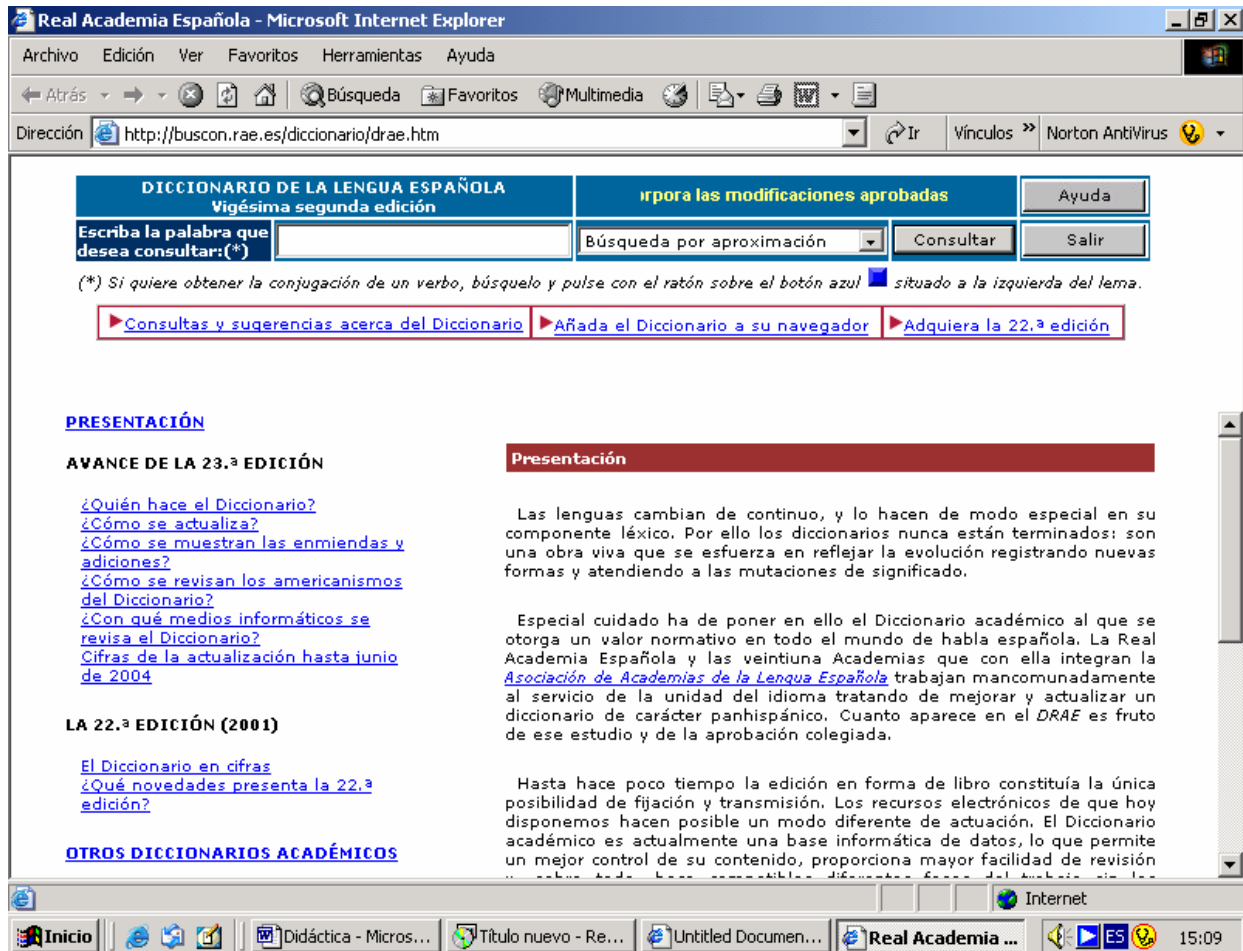 Real Academia Española - Microsoft Internet Explorer
Archivo Edición Ver Favoritos Herramientas Ayuda
Atrás Búsqueda Favoritos Multimedia
Dirección http://buscon.rae.es/diccionario/drae.htm Ir Vínculos » Norton AntiVirus
DICCIONARIO DE LA LENGUA ESPAÑOLA
Vigésima segunda edición
orpora las modificaciones aprobadas
Ayuda
Escriba la palabra que
desea consultar:(*)
Búsqueda por aproximación Consultar Salir
(*) Si quiere obtener la conjugación de un verbo, búsquelo y pulse con el ratón sobre el botón azul situado a la izquierda del lema.
Consultas y sugerencias acerca del Diccionario Añada el Diccionario a su navegador Adquiera la 22.ª edición
PRESENTACIÓN
AVANCE DE LA 23.ª EDICIÓN
¿Quién hace el Diccionario?
¿Cómo se actualiza?
¿Cómo se muestran las enmiendas y
adiciones?
¿Cómo se revisan los americanismos
del Diccionario?
¿Con qué medios informáticos se
revisa el Diccionario?
Cifras de la actualización hasta junio
de 2004
LA 22.ª EDICIÓN (2001)
El Diccionario en cifras
¿Qué novedades presenta la 22.ª
edición?
OTROS DICCIONARIOS ACADÉMICOS
Presentación
Las lenguas cambian de continuo, y lo hacen de modo especial en su
componente léxico. Por ello los diccionarios nunca están terminados: son
una obra viva que se esfuerza en reflejar la evolución registrando nuevas
formas y atendiendo a las mutaciones de significado.
Especial cuidado ha de poner en ello el Diccionario académico al que se
otorga un valor normativo en todo el mundo de habla española. La Real
Academia Española y las veintiuna Academias que con ella integran la
Asociación de Academias de la Lengua Española trabajan mancomunadamente
al servicio de la unidad del idioma tratando de mejorar y actualizar un
diccionario de carácter panhispánico. Cuanto aparece en el DRAE es fruto
de ese estudio y de la aprobación colegiada.
Hasta hace poco tiempo la edición en forma de libro constituía la única
posibilidad de fijación y transmisión. Los recursos electrónicos de que hoy
disponemos hacen posible un modo diferente de actuación. El Diccionario
académico es actualmente una base informática de datos, lo que permite
un mejor control de su contenido, proporciona mayor facilidad de revisión
Internet
Inicio Didáctica - Micros... Título nuevo - Re... Untitled Documen... Real Academia ... ES 15:09